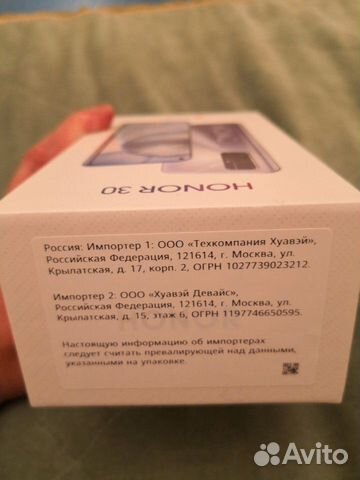 HONOR 30
Россия: Импортер 1: ООО «Техкомпания Хуавэй»,
Российская Федерация, 121614, г. Москва, ул.
Крылатская, д. 17, корп. 2, ОГРН 1027739023212.
Импортер 2: ООО «Хуавэй Девайс»,
Российская Федерация, 121614, г. Москва, ул.
Крылатская, д. 15, этаж 6, ОГРН 1197746650595.
Настоящую информацию об импортерах
следует считать превалирующей над данными,
указанными на упаковке.
Avito